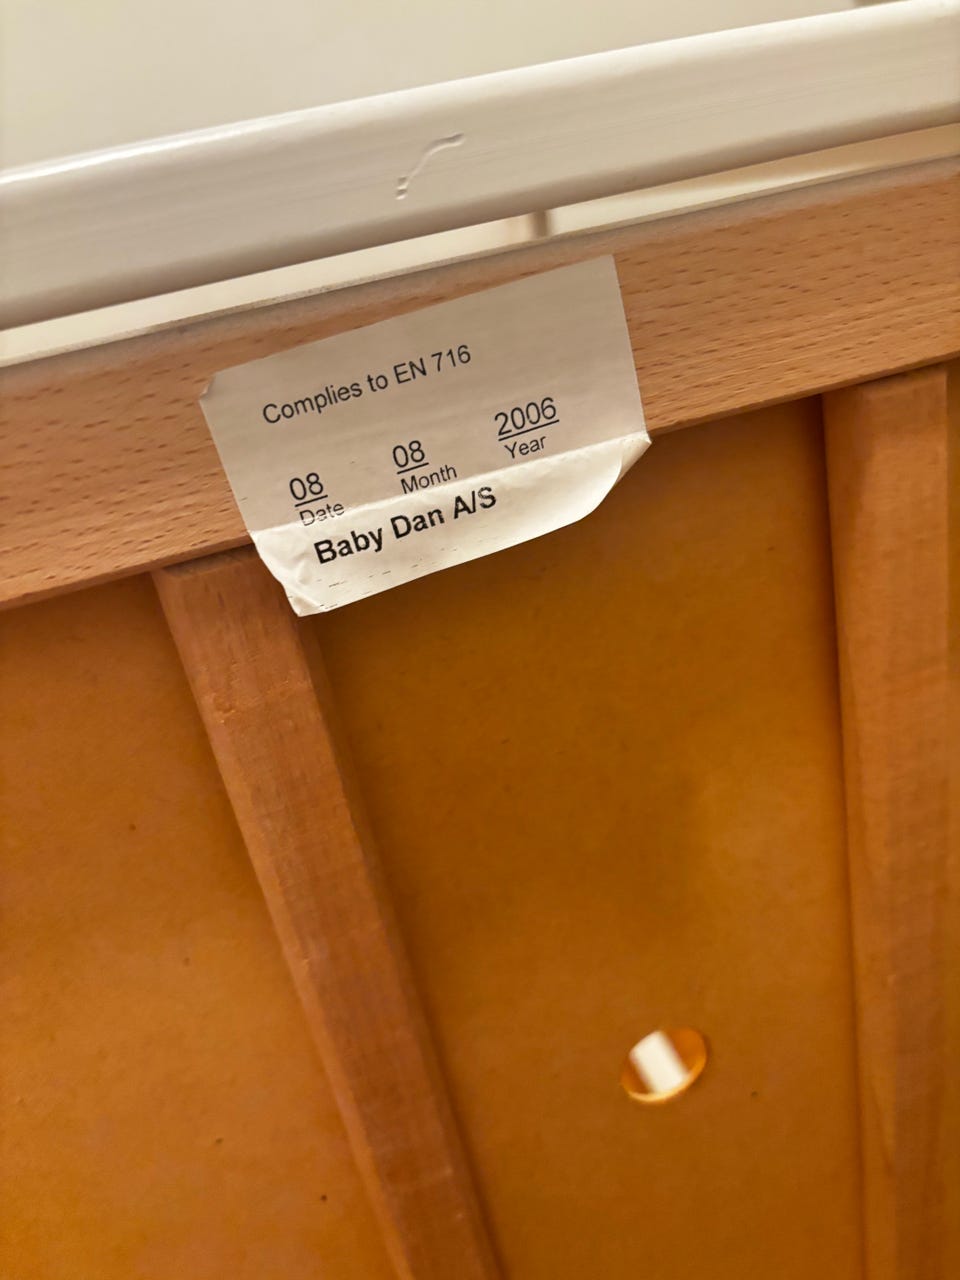 Complies to EN 716
08 08 2006
Date Month Year
Baby Dan A/S